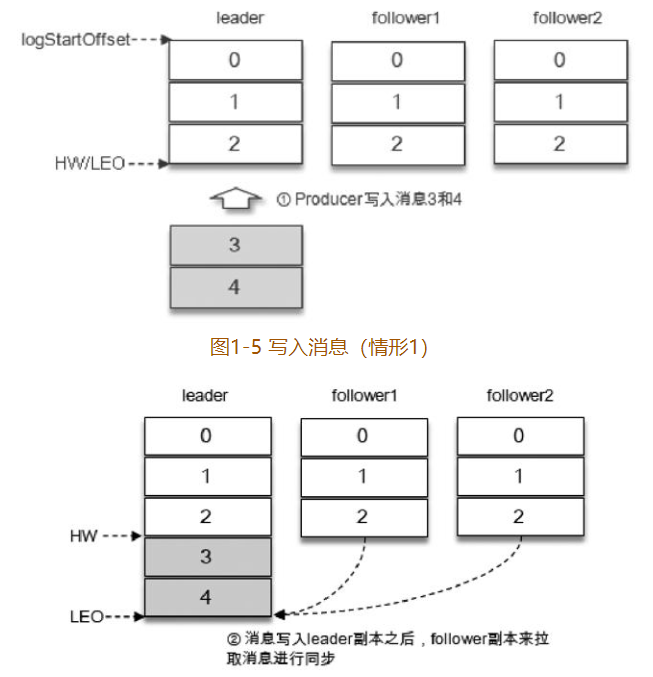 leader follower1 follower2
logStartOffset
0 0 0
1 1 1
2 2 2
HW/LEO
① Producer写入消息3和4
3
4
图1-5 写入消息（情形1）
leader follower1 follower2
0 0 0
1 1 1
2 2 2
HW
3
4
LEO
② 消息写入leader副本之后，follower副本来拉
取消息进行同步